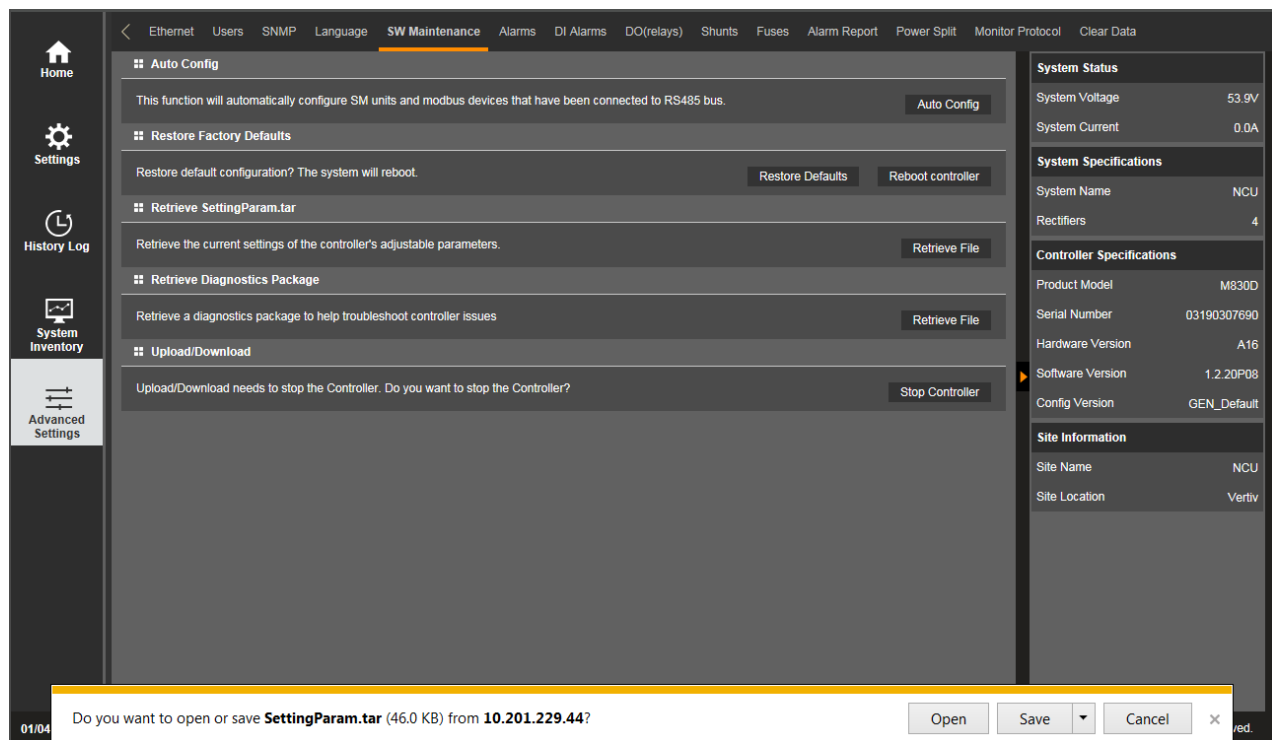 Ethernet Users SNMP Language SW Maintenance Alarms DI Alarms DO(relays) Shunts Fuses Alarm Report Power Split Monitor Protocol Clear Data
Home
Settings
History Log
System
Inventory
Advanced
Settings
Auto Config
This function will automatically configure SM units and modbus devices that have been connected to RS485 bus.
Auto Config
Restore Factory Defaults
Restore default configuration? The system will reboot.
Restore Defaults
Reboot controller
Retrieve SettingParam.tar
Retrieve the current settings of the controller's adjustable parameters.
Retrieve File
Retrieve Diagnostics Package
Retrieve a diagnostics package to help troubleshoot controller issues
Retrieve File
Upload/Download
Upload/Download needs to stop the Controller. Do you want to stop the Controller?
Stop Controller
System Status
System Voltage 53.9V
System Current 0.0A
System Specifications
System Name NCU
Rectifiers 4
Controller Specifications
Product Model M830D
Serial Number 03190307690
Hardware Version A16
Software Version 1.2.20P08
Config Version GEN_Default
Site Information
Site Name NCU
Site Location Vertiv
01/04
Do you want to open or save SettingParam.tar (46.0 KB) from 10.201.229.44?
Open
Save
Cancel
ved.